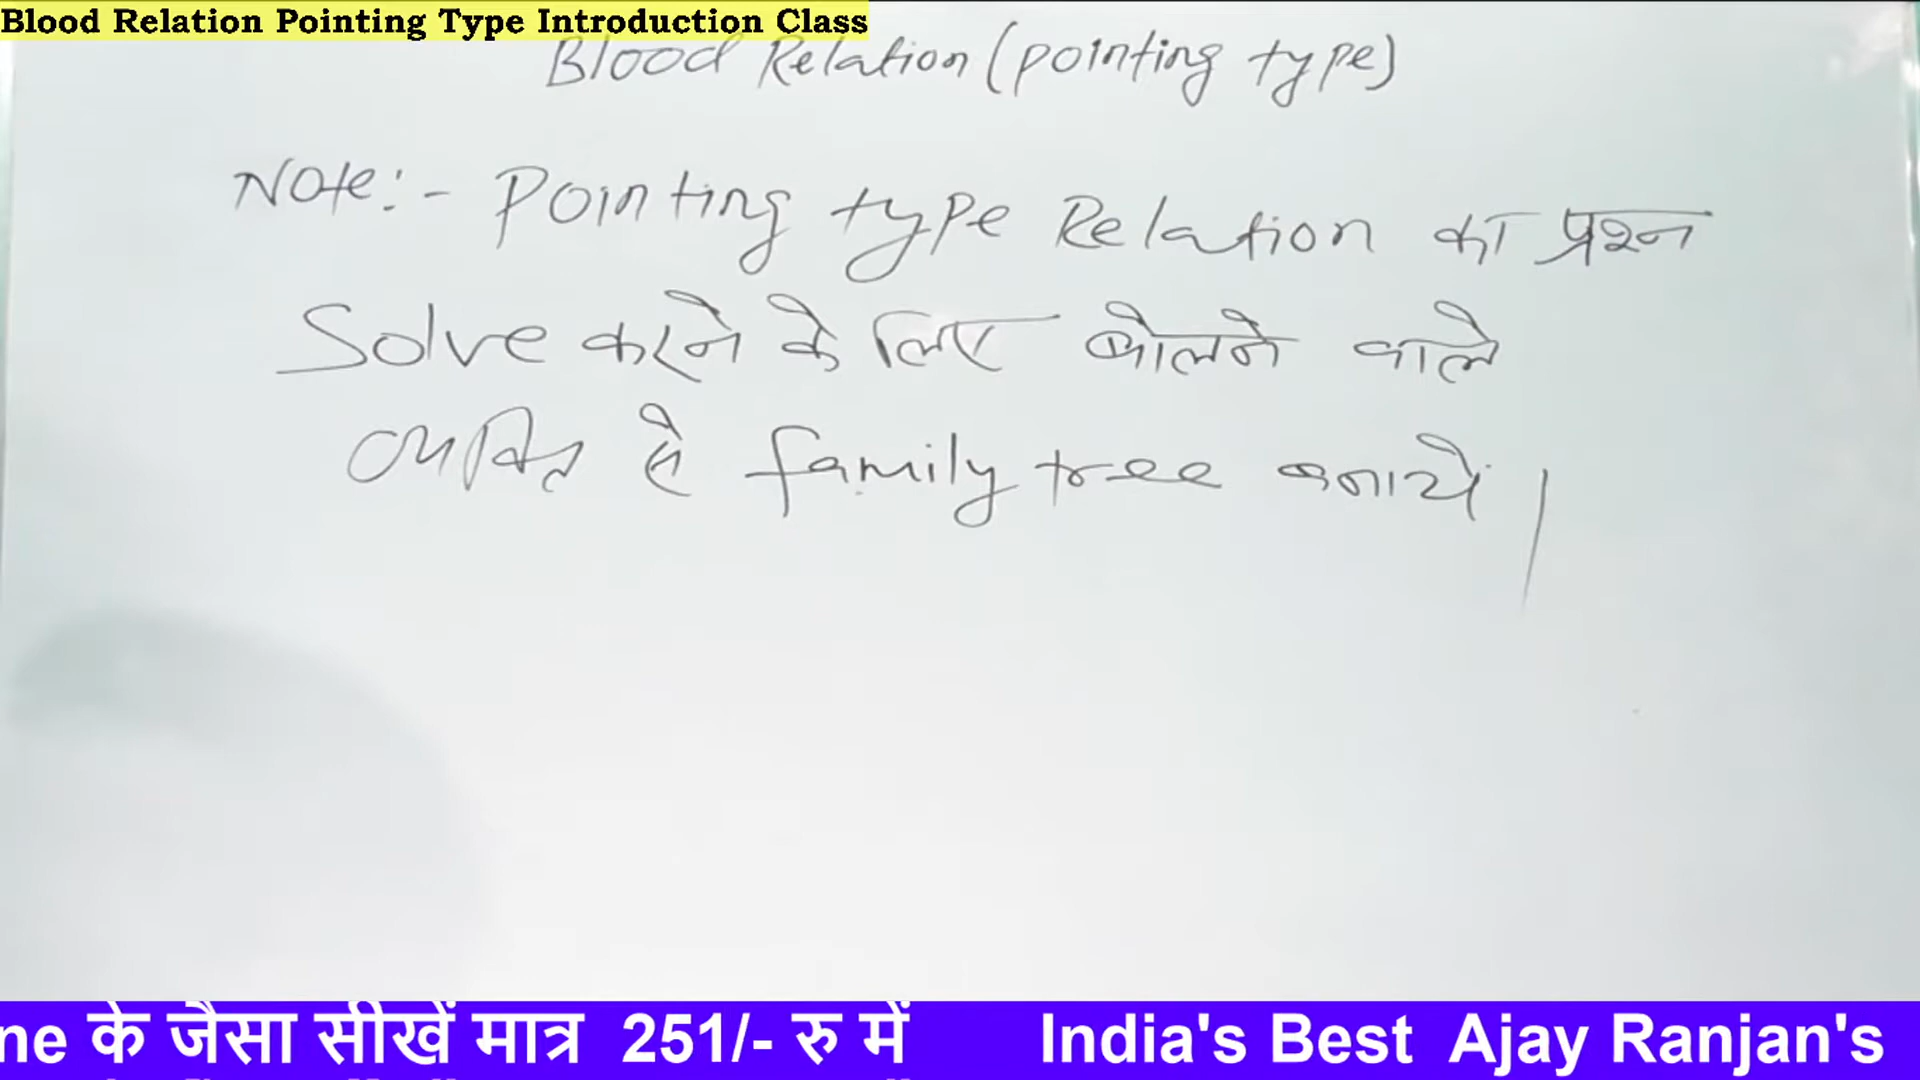 Blood Relation Pointing Type Introduction Class
Blood Relation (pointing type)
Note:- Pointing type Relation का प्रश्न
Solve करने के लिए बोलने वाले
व्यक्ति से family tree बनाये।
ne के जैसा सीखें मात्र 251/- रु में India's Best Ajay Ranjan's